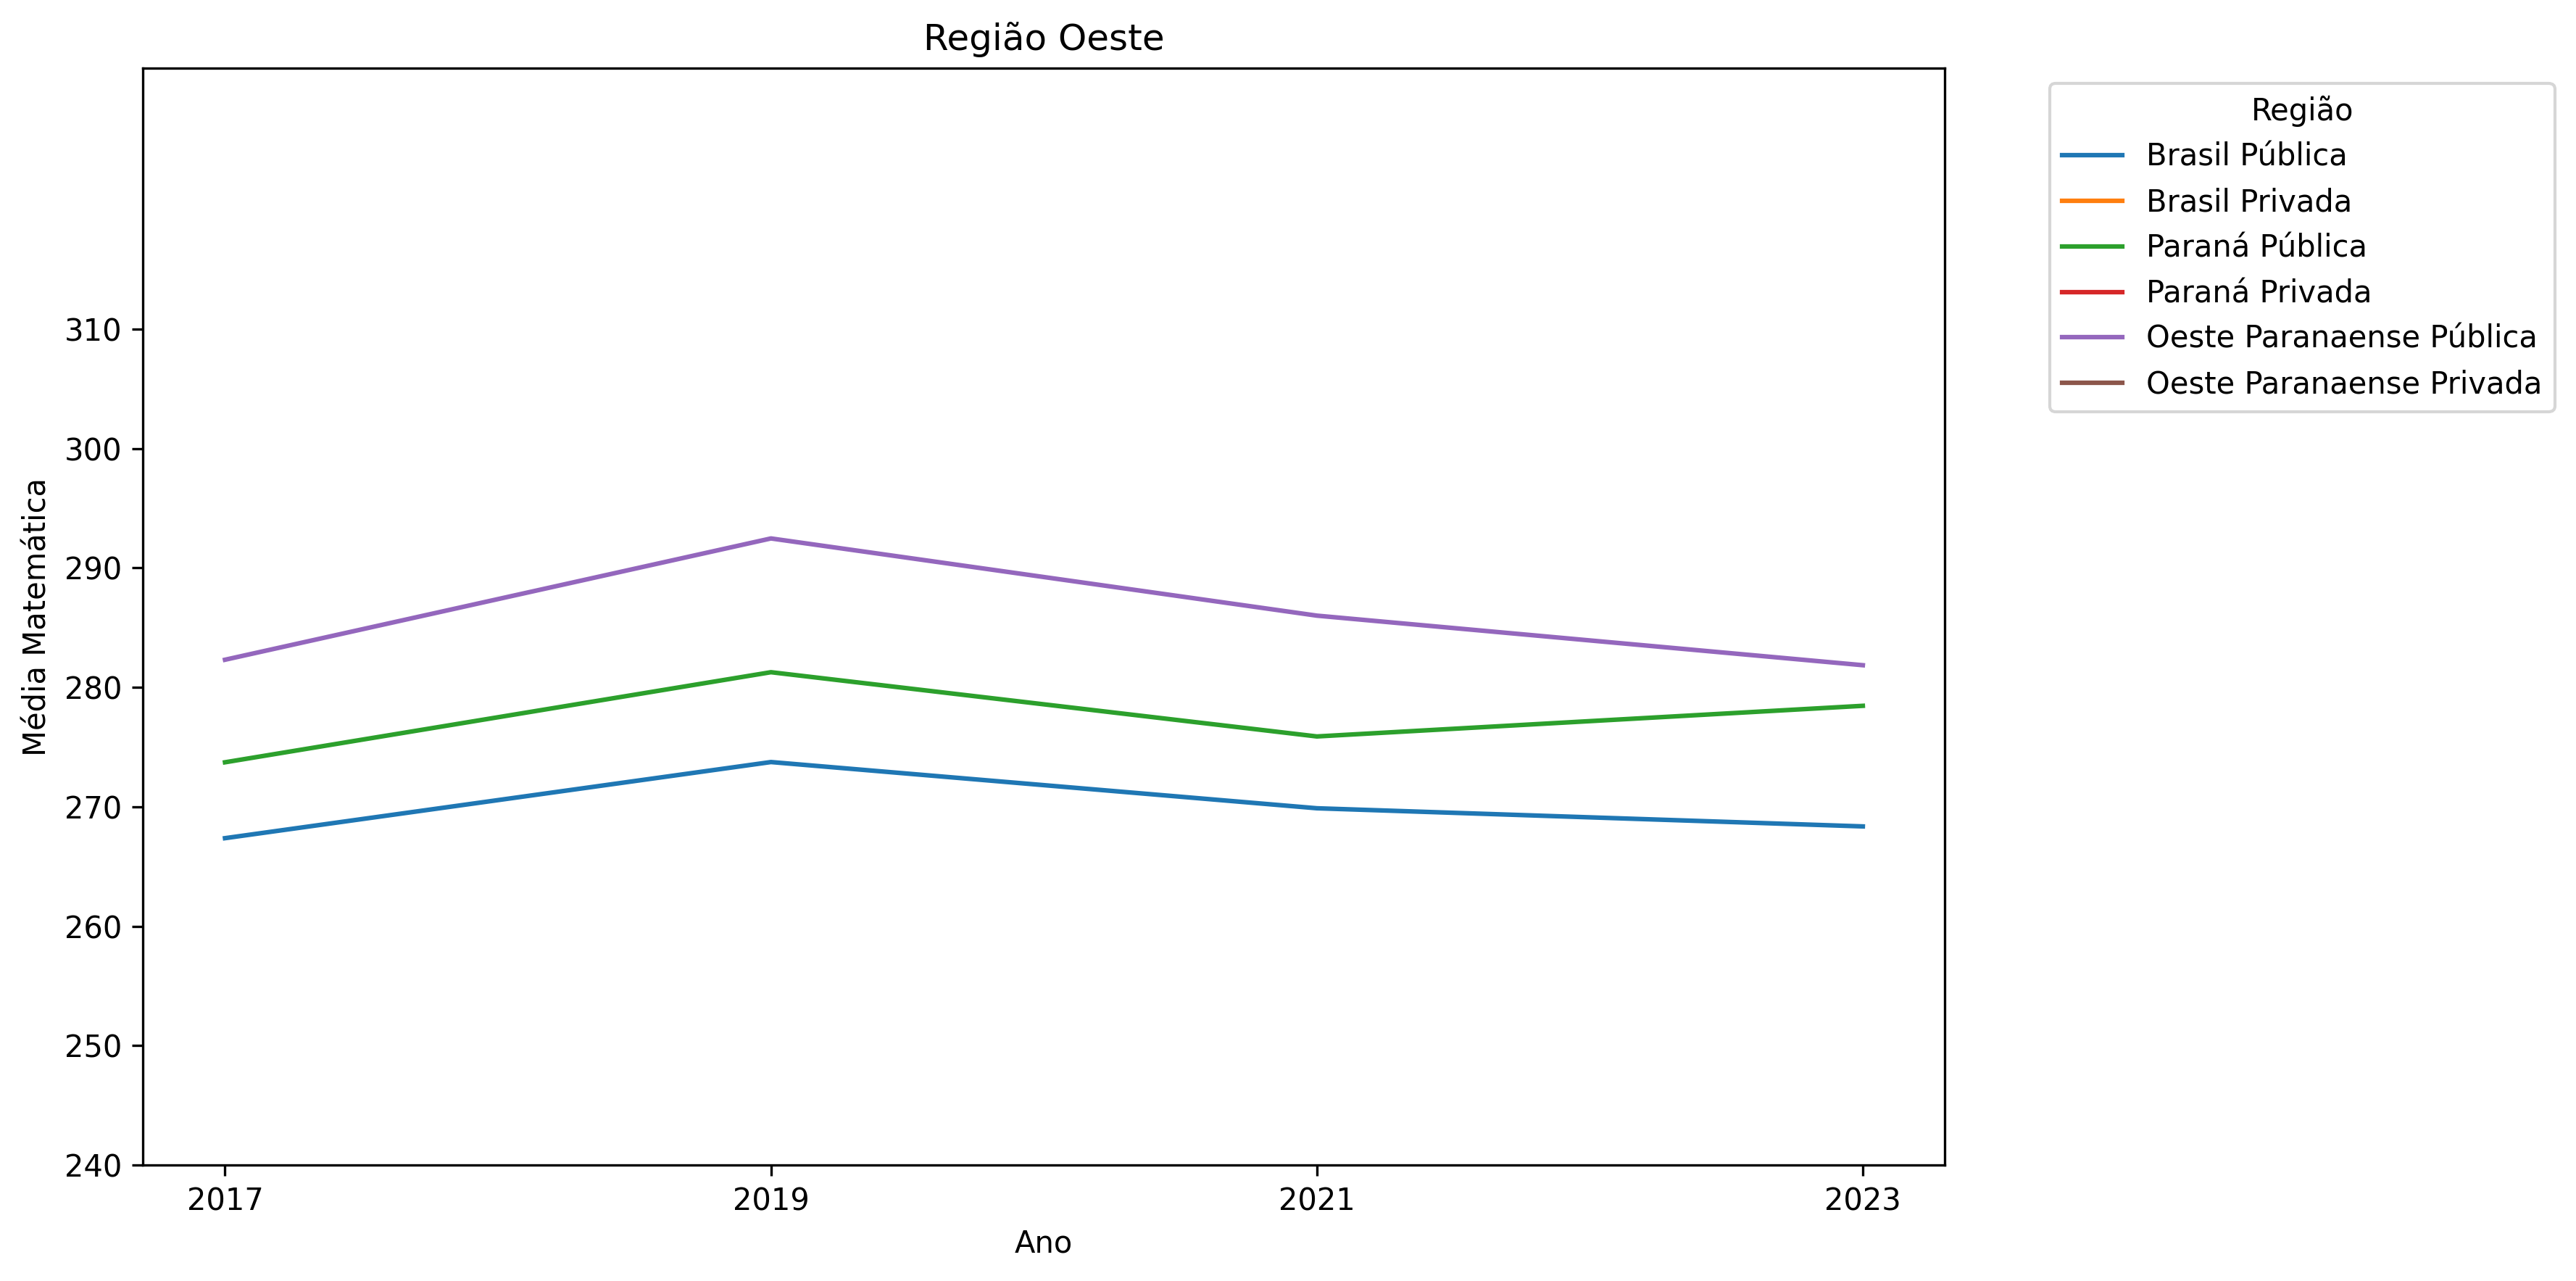 Região Oeste
Região
Brasil Pública
Brasil Privada
Paraná Pública
Paraná Privada
Oeste Paranaense Pública
Oeste Paranaense Privada
Média Matemática
310
300
290
280
270
260
250
240
2017 2019 2021 2023
Ano